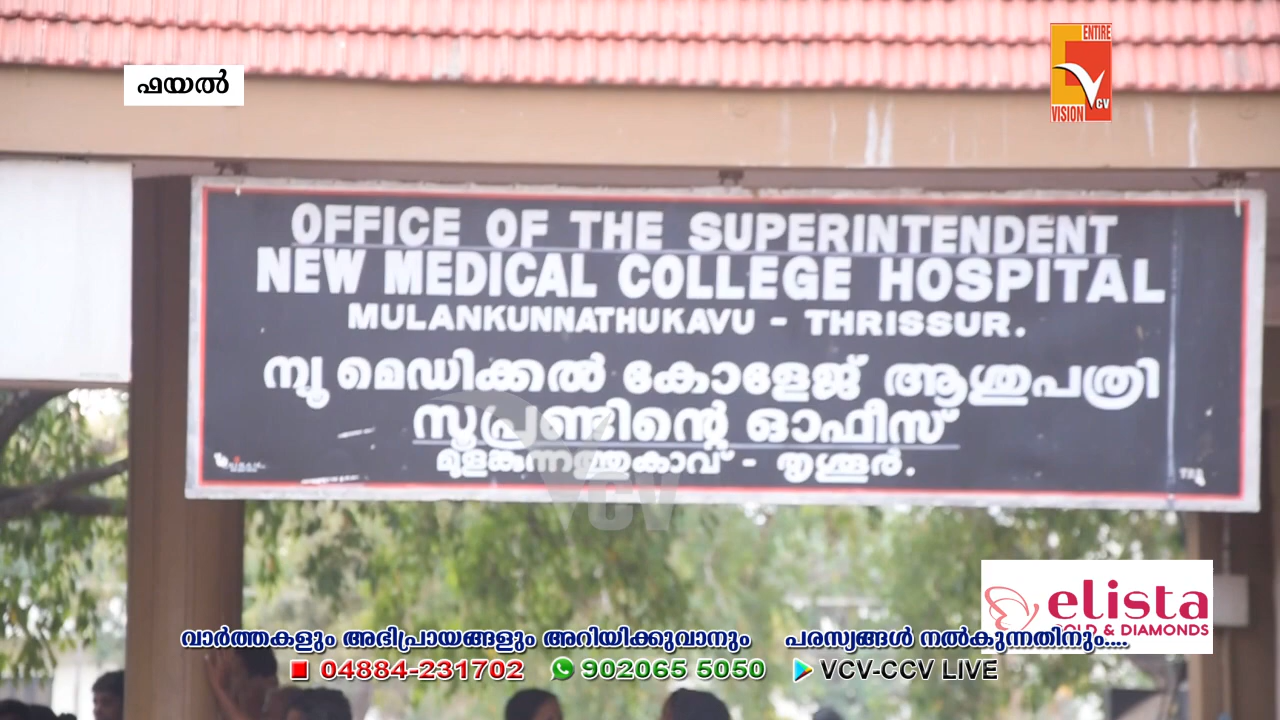 ഫയൽ
ENTIRE
VISION
VCV
OFFICE OF THE SUPERINTENDENT
NEW MEDICAL COLLEGE HOSPITAL
MULANKUNNATHUKAVU - THRISSUR.
ന്യൂ മെഡിക്കൽ കോളേജ് ആശുപത്രി
സൂപ്രണ്ടിന്റെ ഓഫീസ്
മുളങ്കുന്നത്തുകാവ് - തൃശ്ശൂർ.
VCV
elista
GOLD & DIAMONDS
വാർത്തകളും അഭിപ്രായങ്ങളും അറിയിക്കുവാനും പരസ്യങ്ങൾ നൽകുന്നതിനും....
04884-231702 902065 5050 VCV-CCV LIVE